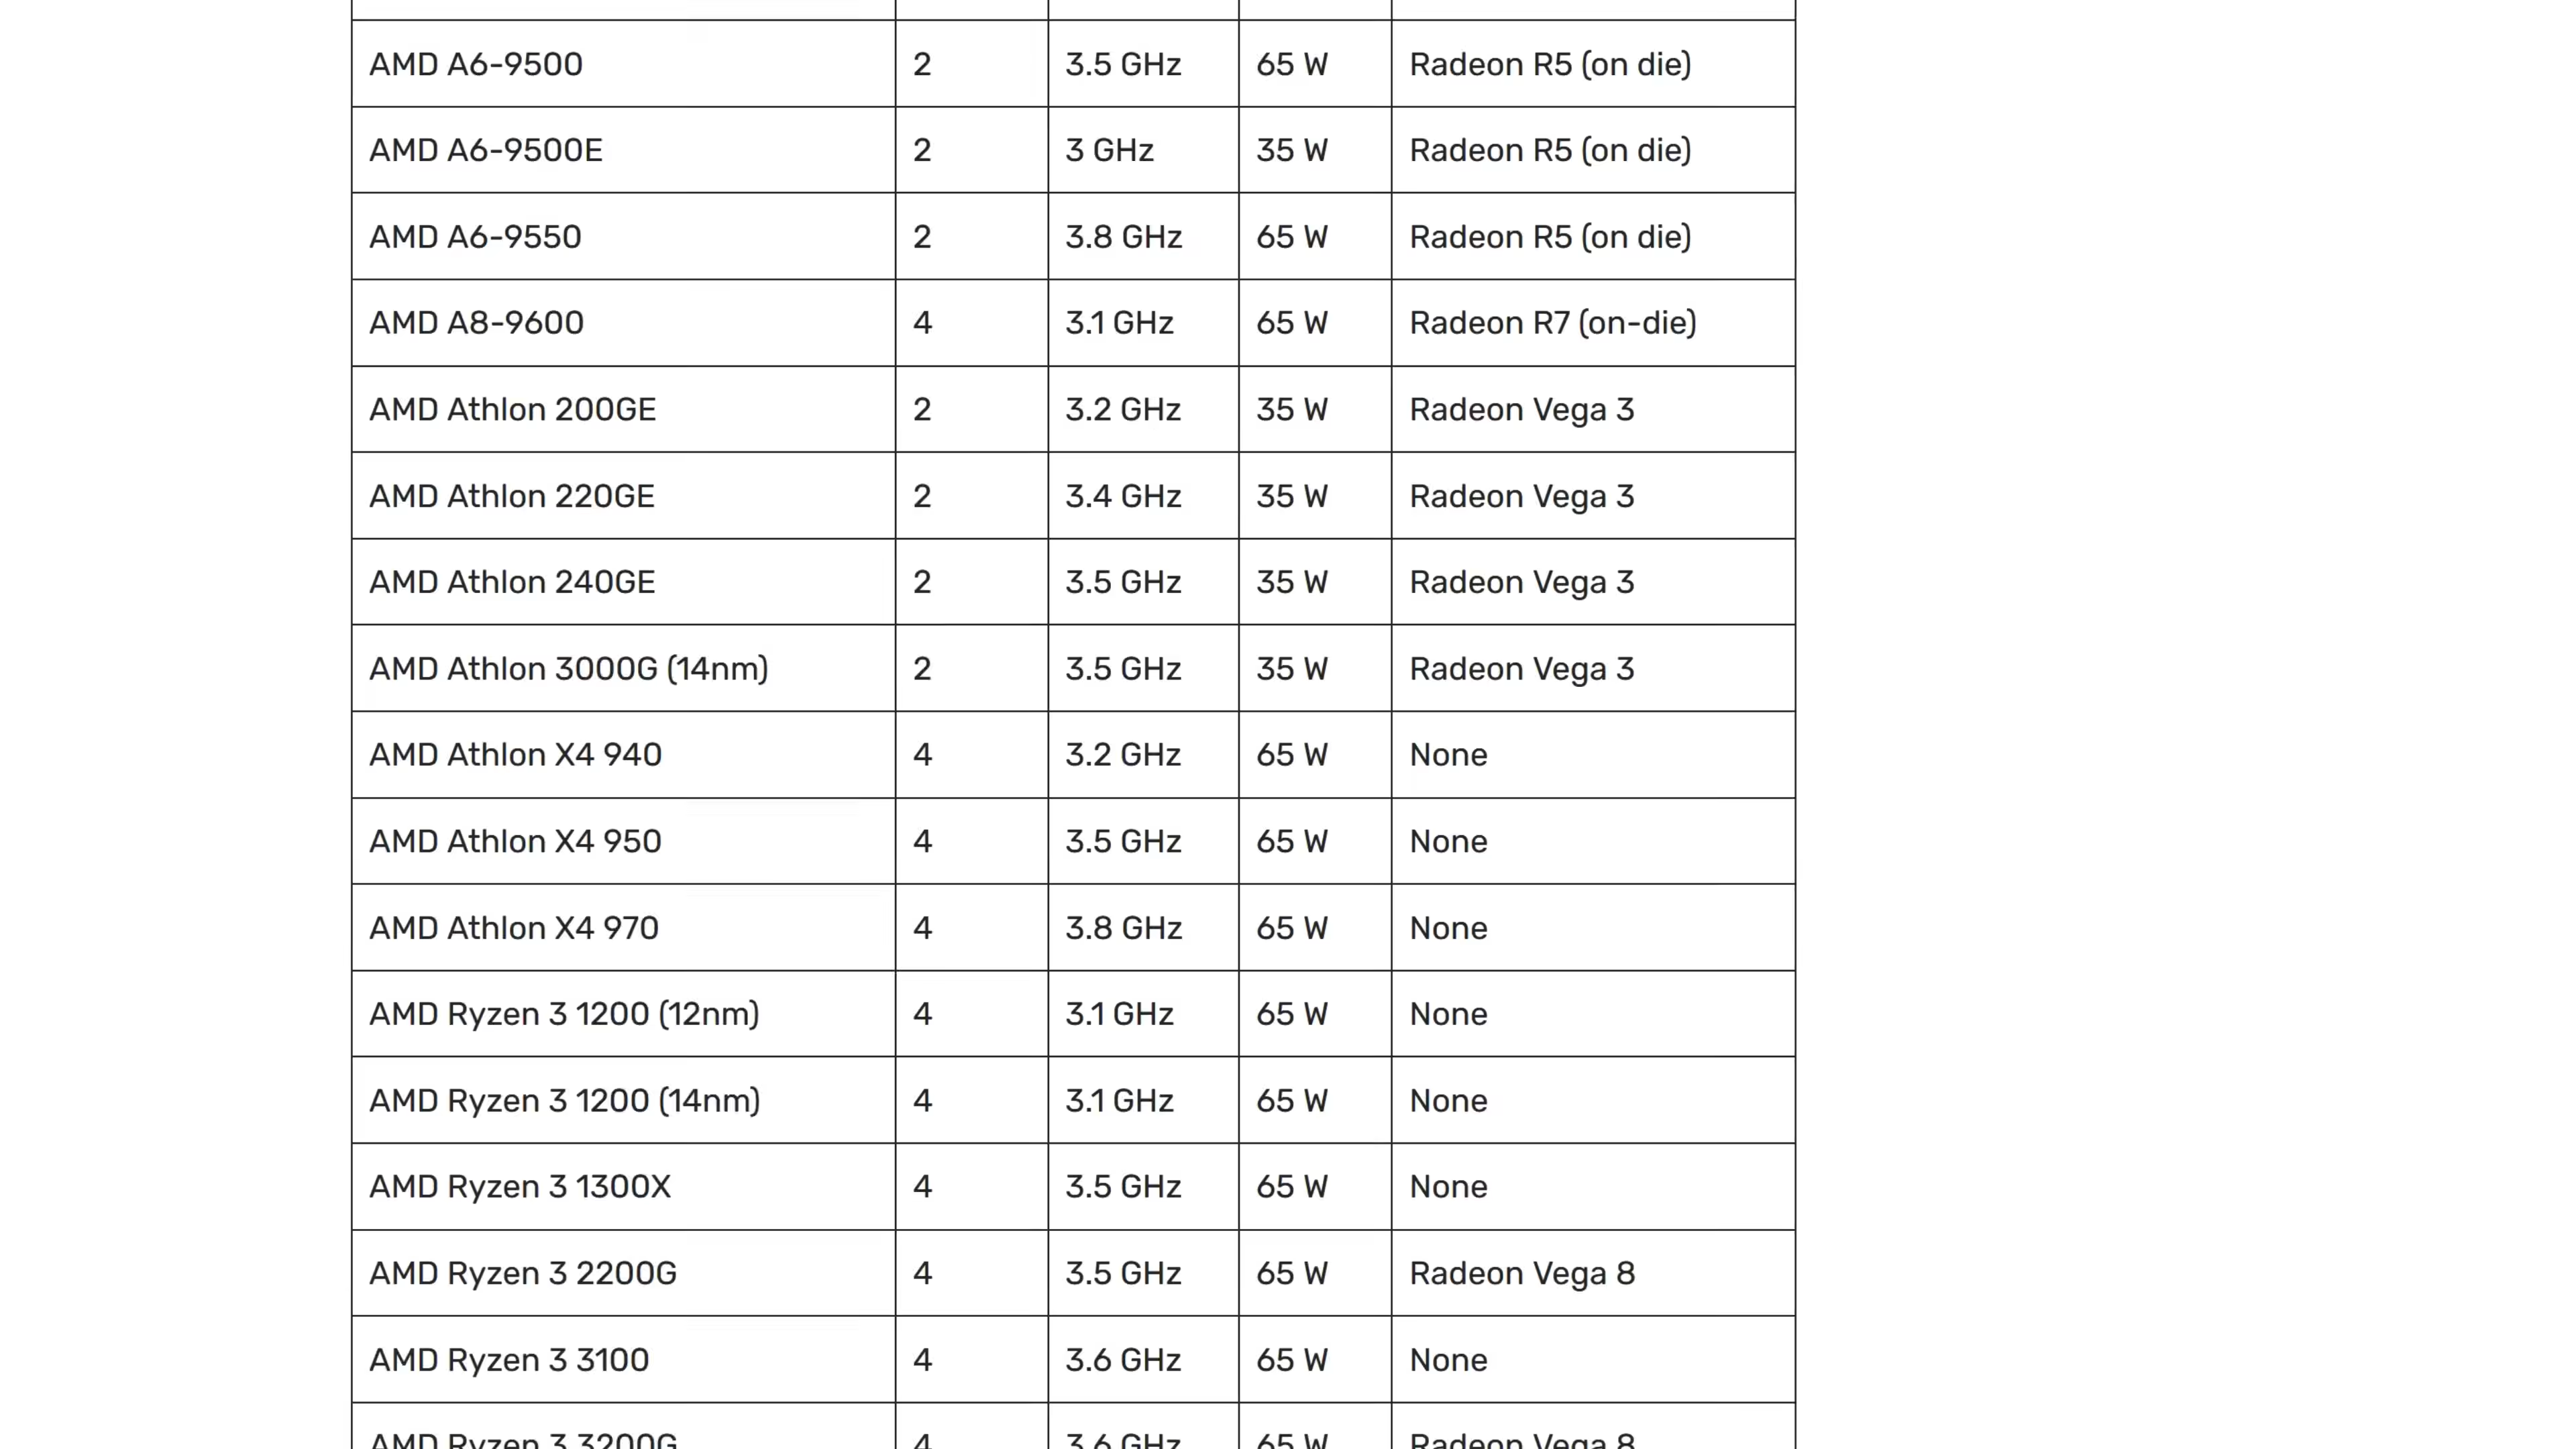 AMD A6-9500 2 3.5 GHz 65 W Radeon R5 (on die)
AMD A6-9500E 2 3 GHz 35 W Radeon R5 (on die)
AMD A6-9550 2 3.8 GHz 65 W Radeon R5 (on die)
AMD A8-9600 4 3.1 GHz 65 W Radeon R7 (on-die)
AMD Athlon 200GE 2 3.2 GHz 35 W Radeon Vega 3
AMD Athlon 220GE 2 3.4 GHz 35 W Radeon Vega 3
AMD Athlon 240GE 2 3.5 GHz 35 W Radeon Vega 3
AMD Athlon 3000G (14nm) 2 3.5 GHz 35 W Radeon Vega 3
AMD Athlon X4 940 4 3.2 GHz 65 W None
AMD Athlon X4 950 4 3.5 GHz 65 W None
AMD Athlon X4 970 4 3.8 GHz 65 W None
AMD Ryzen 3 1200 (12nm) 4 3.1 GHz 65 W None
AMD Ryzen 3 1200 (14nm) 4 3.1 GHz 65 W None
AMD Ryzen 3 1300X 4 3.5 GHz 65 W None
AMD Ryzen 3 2200G 4 3.5 GHz 65 W Radeon Vega 8
AMD Ryzen 3 3100 4 3.6 GHz 65 W None
AMD Ryzen 3 3200G 4 3.6 GHz 65 W Radeon Vega 8